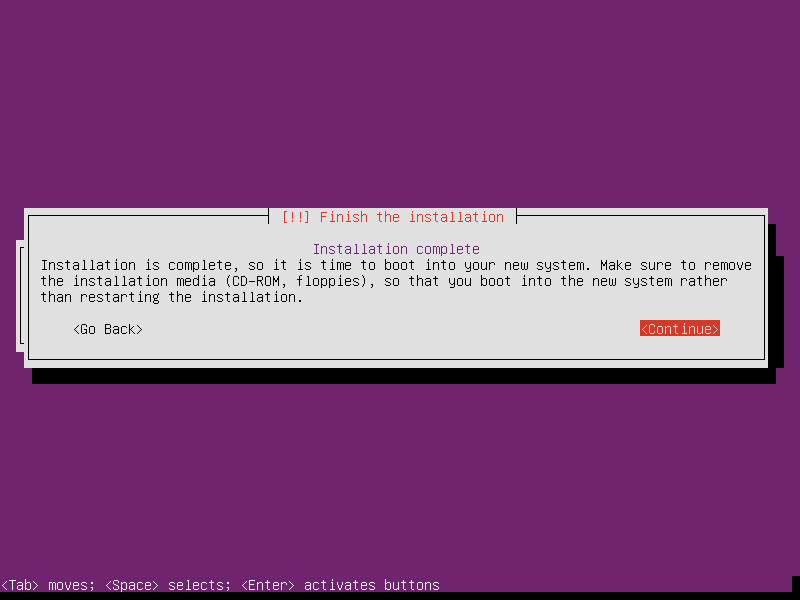 [!!] Finish the installation
Installation complete
Installation is complete, so it is time to boot into your new system. Make sure to remove
the installation media (CD-ROM, floppies), so that you boot into the new system rather
than restarting the installation.
<Go Back> <Continue>
<Tab> moves; <Space> selects; <Enter> activates buttons